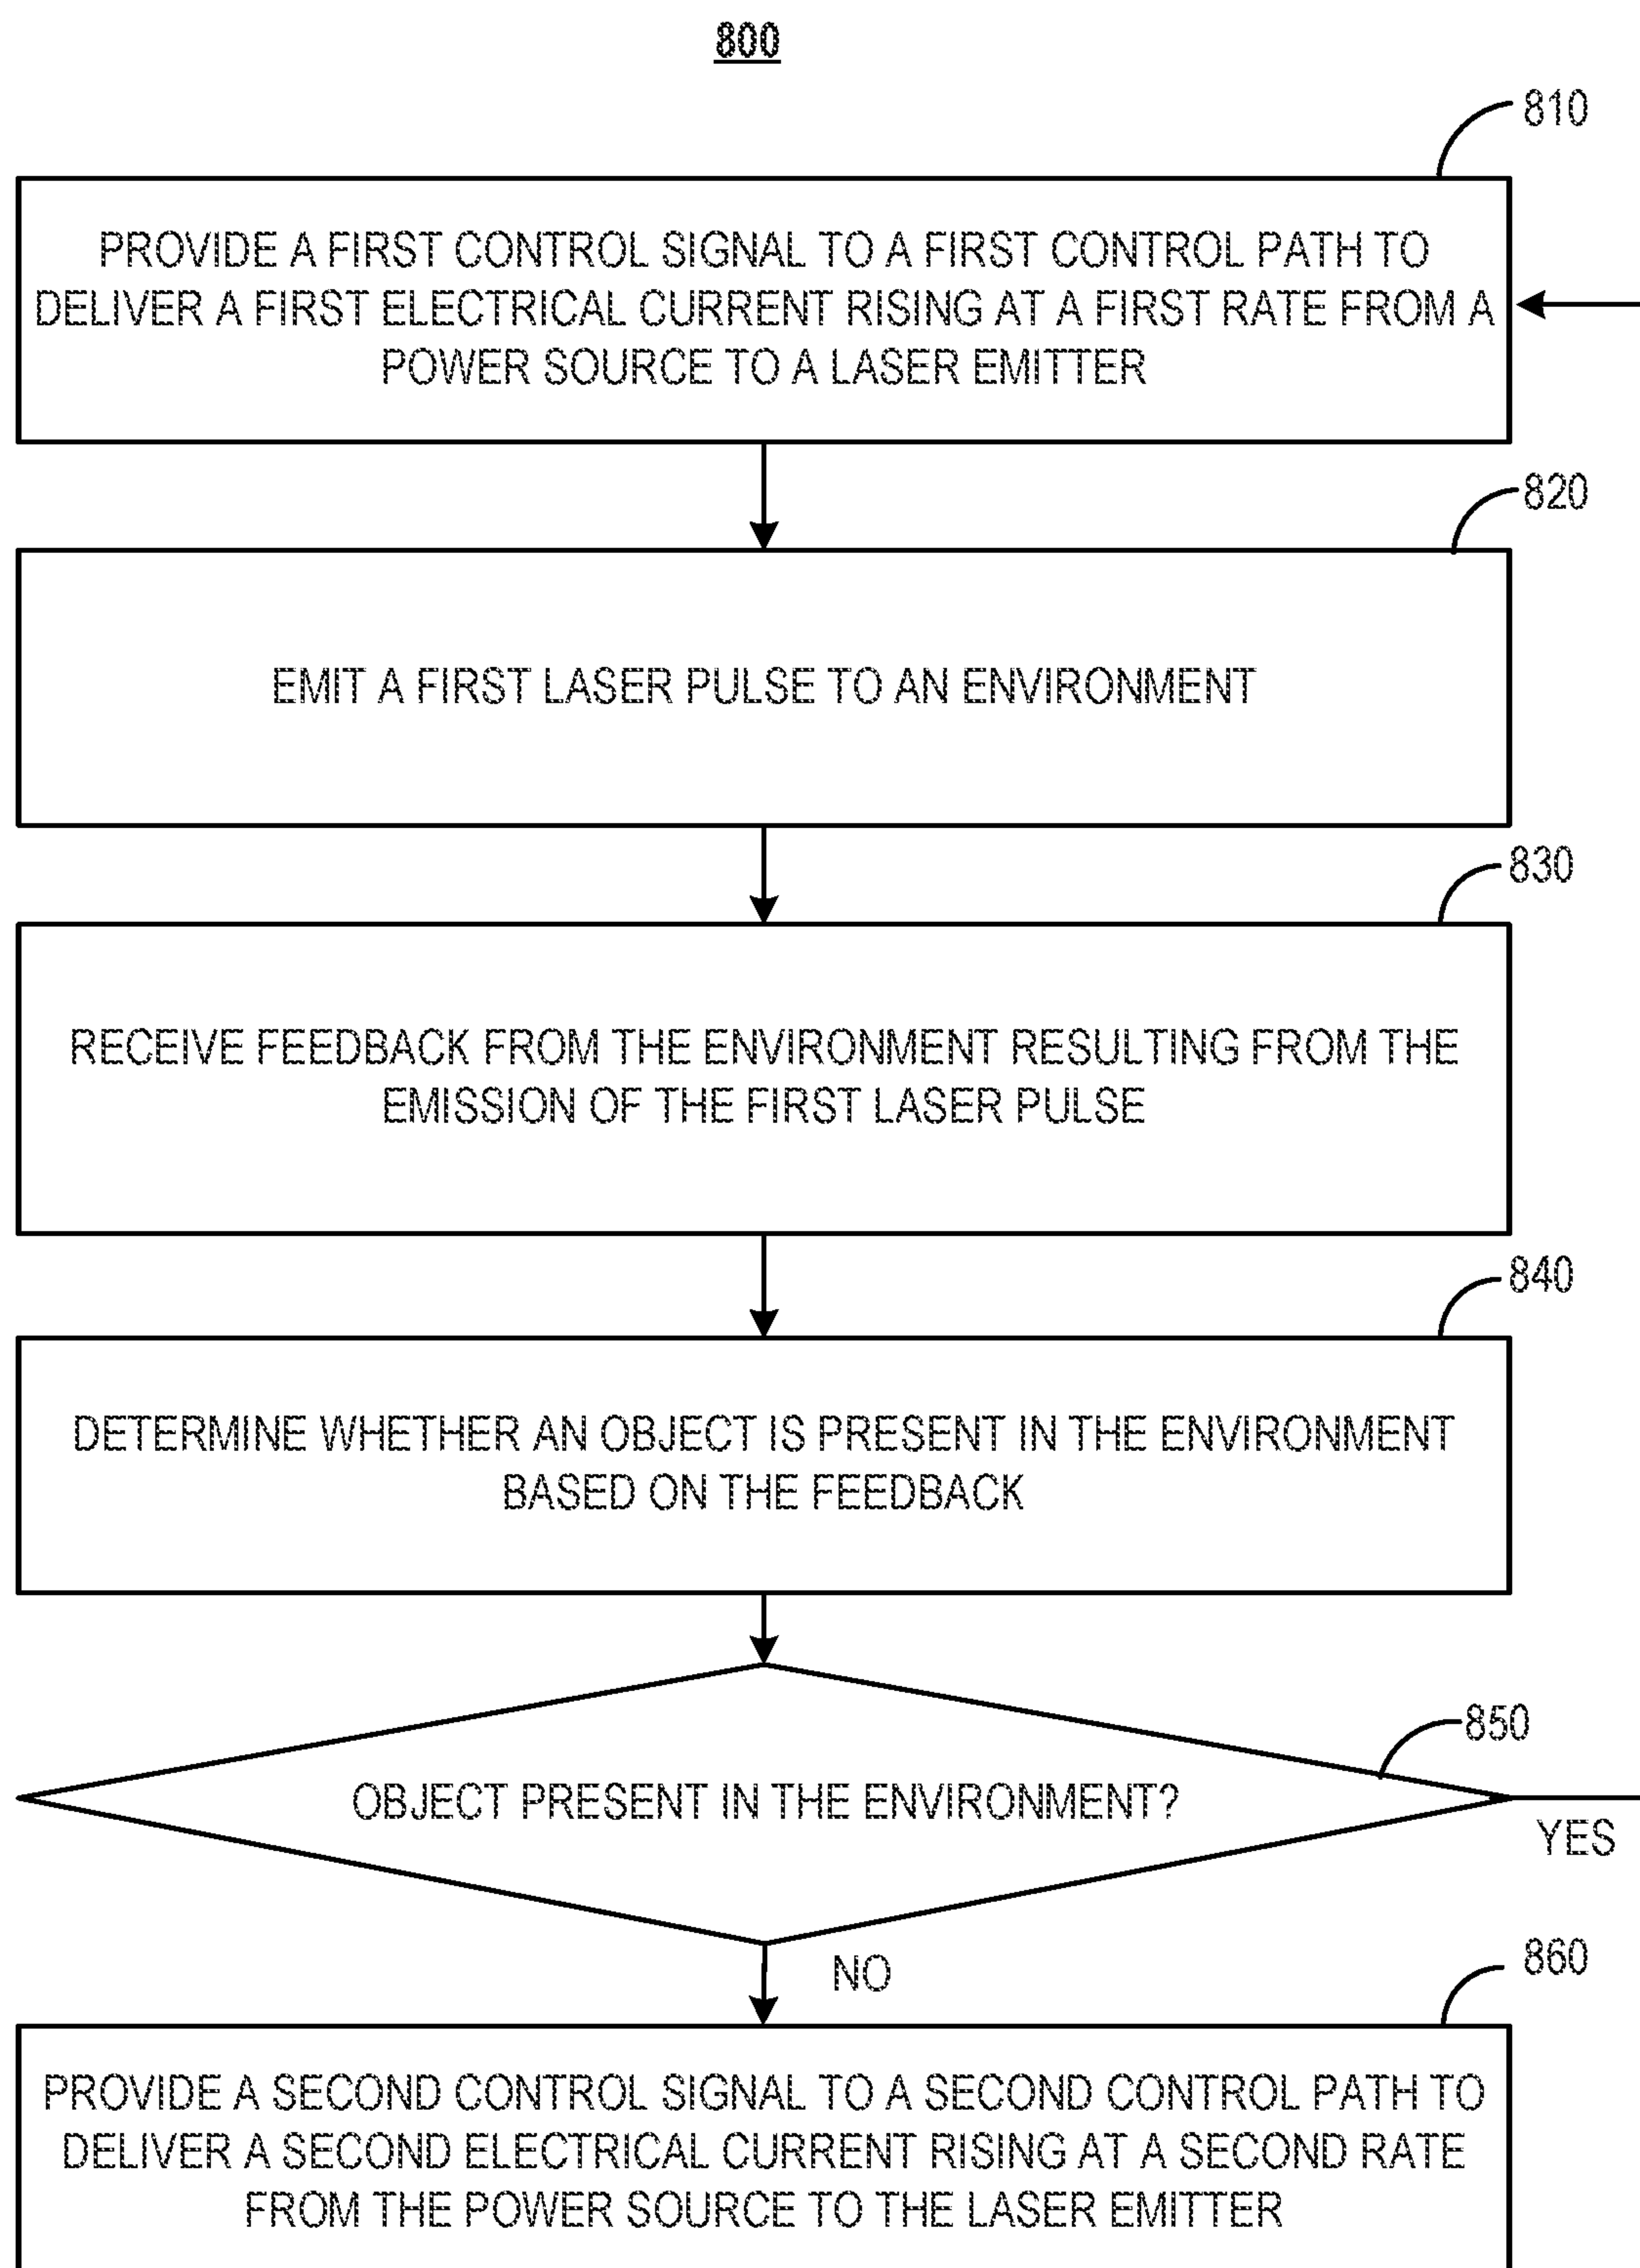 800
810
PROVIDE A FIRST CONTROL SIGNAL TO A FIRST CONTROL PATH TO
DELIVER A FIRST ELECTRICAL CURRENT RISING AT A FIRST RATE FROM A
POWER SOURCE TO A LASER EMITTER
820
EMIT A FIRST LASER PULSE TO AN ENVIRONMENT
830
RECEIVE FEEDBACK FROM THE ENVIRONMENT RESULTING FROM THE
EMISSION OF THE FIRST LASER PULSE
840
DETERMINE WHETHER AN OBJECT IS PRESENT IN THE ENVIRONMENT
BASED ON THE FEEDBACK
850
OBJECT PRESENT IN THE ENVIRONMENT?
YES
NO
860
PROVIDE A SECOND CONTROL SIGNAL TO A SECOND CONTROL PATH TO
DELIVER A SECOND ELECTRICAL CURRENT RISING AT A SECOND RATE
FROM THE POWER SOURCE TO THE LASER EMITTER